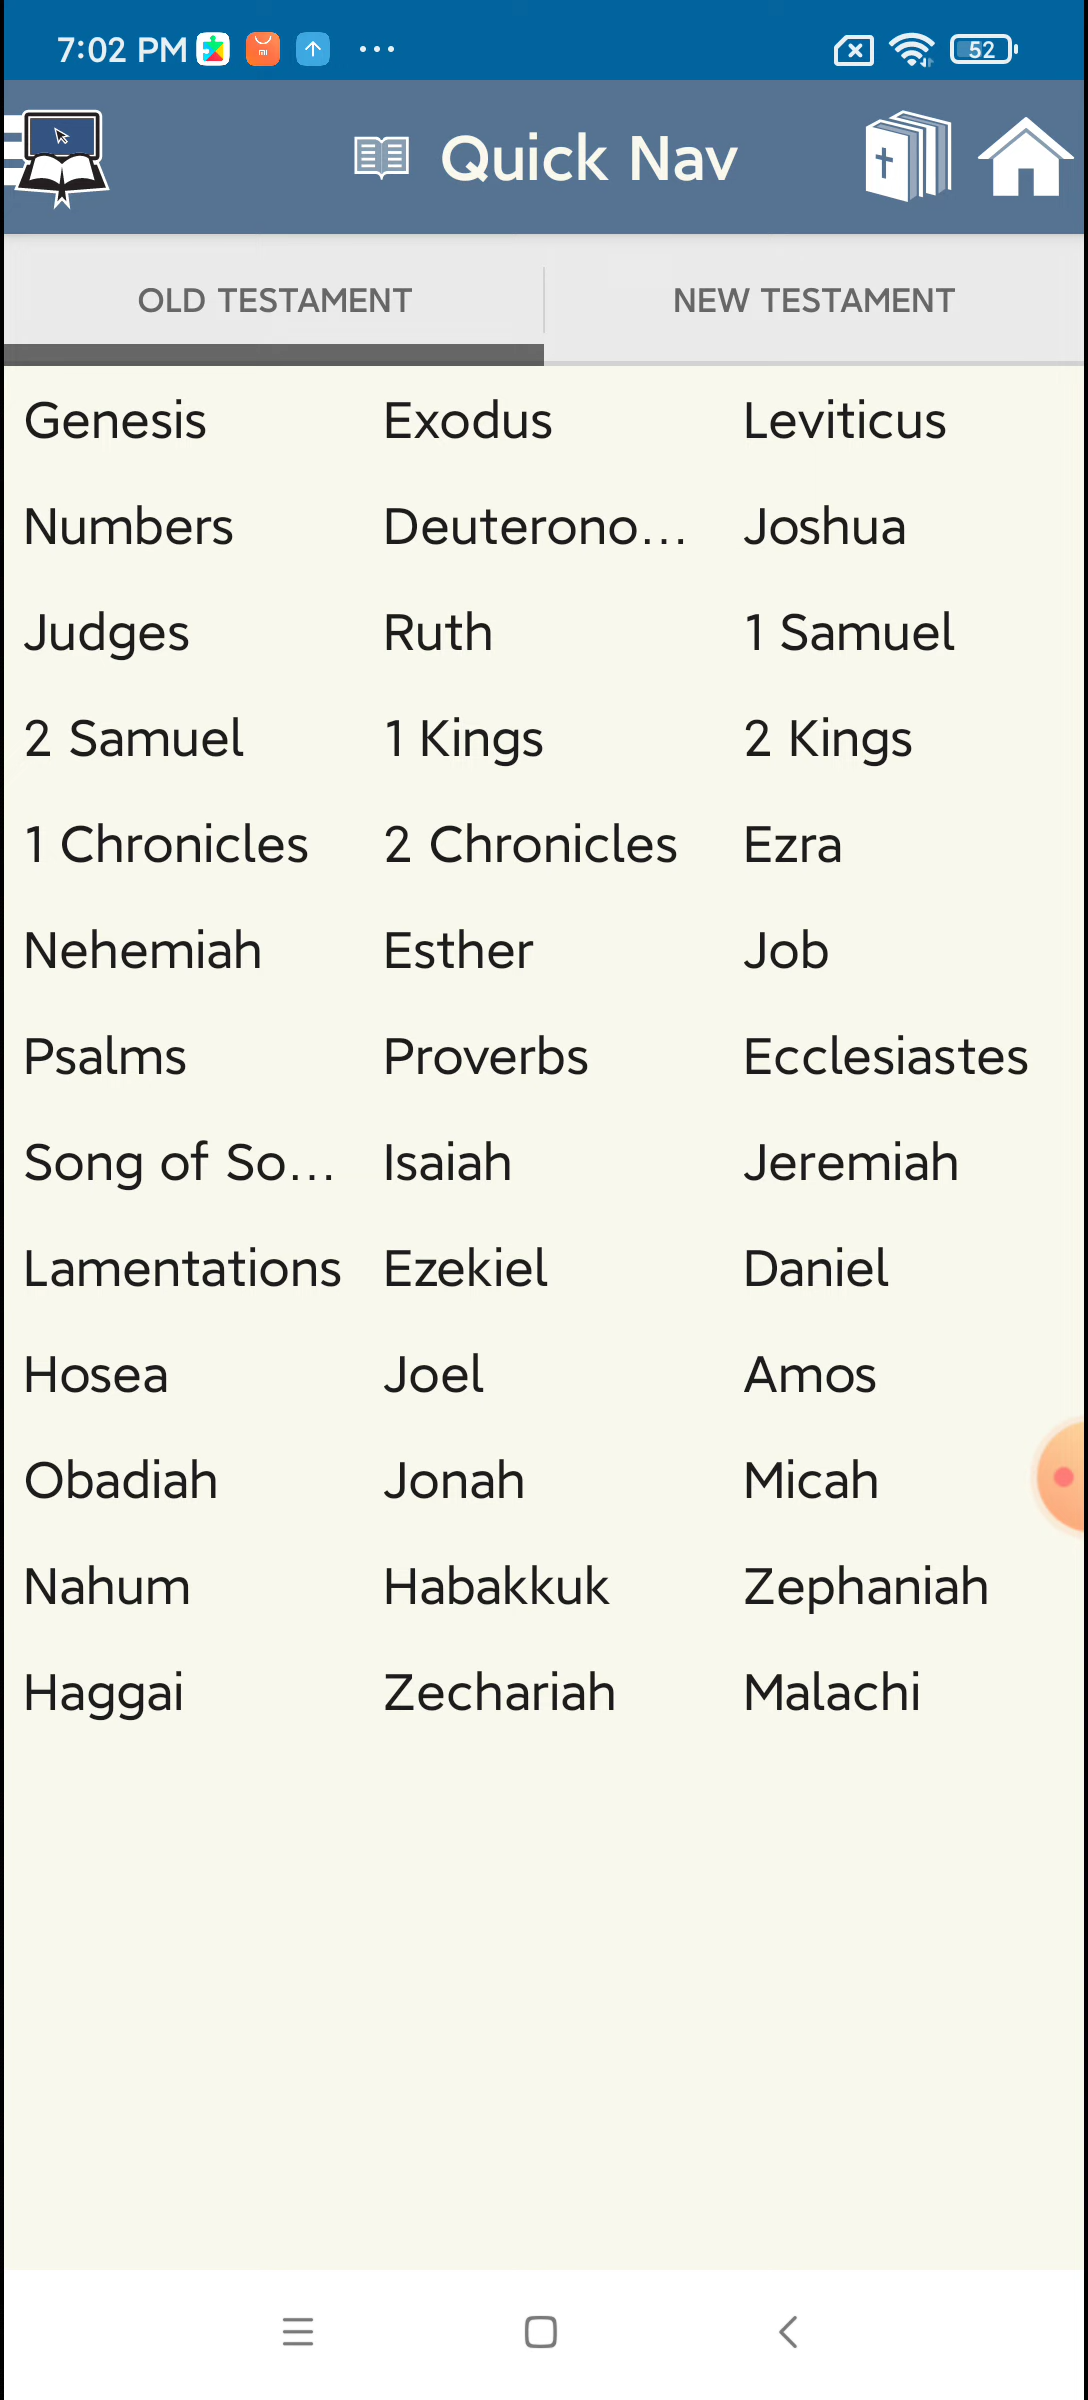 7:02 PM ... 52
Quick Nav
OLD TESTAMENT NEW TESTAMENT
Genesis Exodus Leviticus
Numbers Deuterono... Joshua
Judges Ruth 1 Samuel
2 Samuel 1 Kings 2 Kings
1 Chronicles 2 Chronicles Ezra
Nehemiah Esther Job
Psalms Proverbs Ecclesiastes
Song of So... Isaiah Jeremiah
Lamentations Ezekiel Daniel
Hosea Joel Amos
Obadiah Jonah Micah
Nahum Habakkuk Zephaniah
Haggai Zechariah Malachi